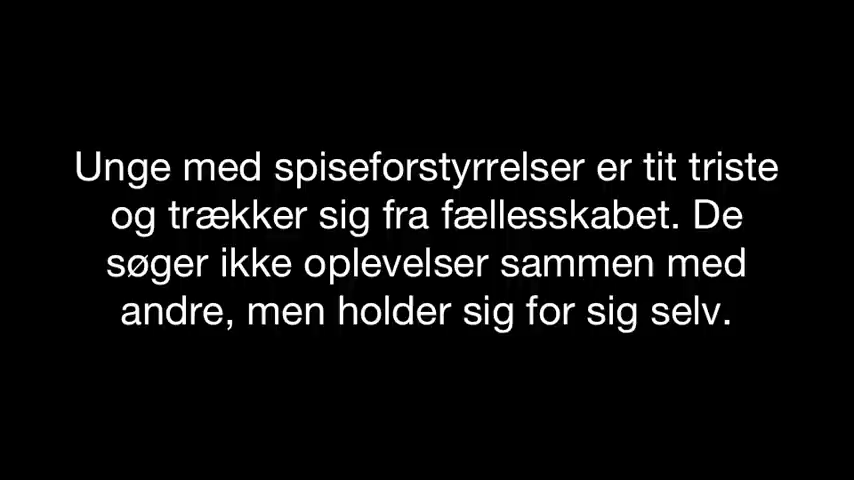 Unge med spiseforstyrrelser er tit triste
og trækker sig fra fællesskabet. De
søger ikke oplevelser sammen med
andre, men holder sig for sig selv.